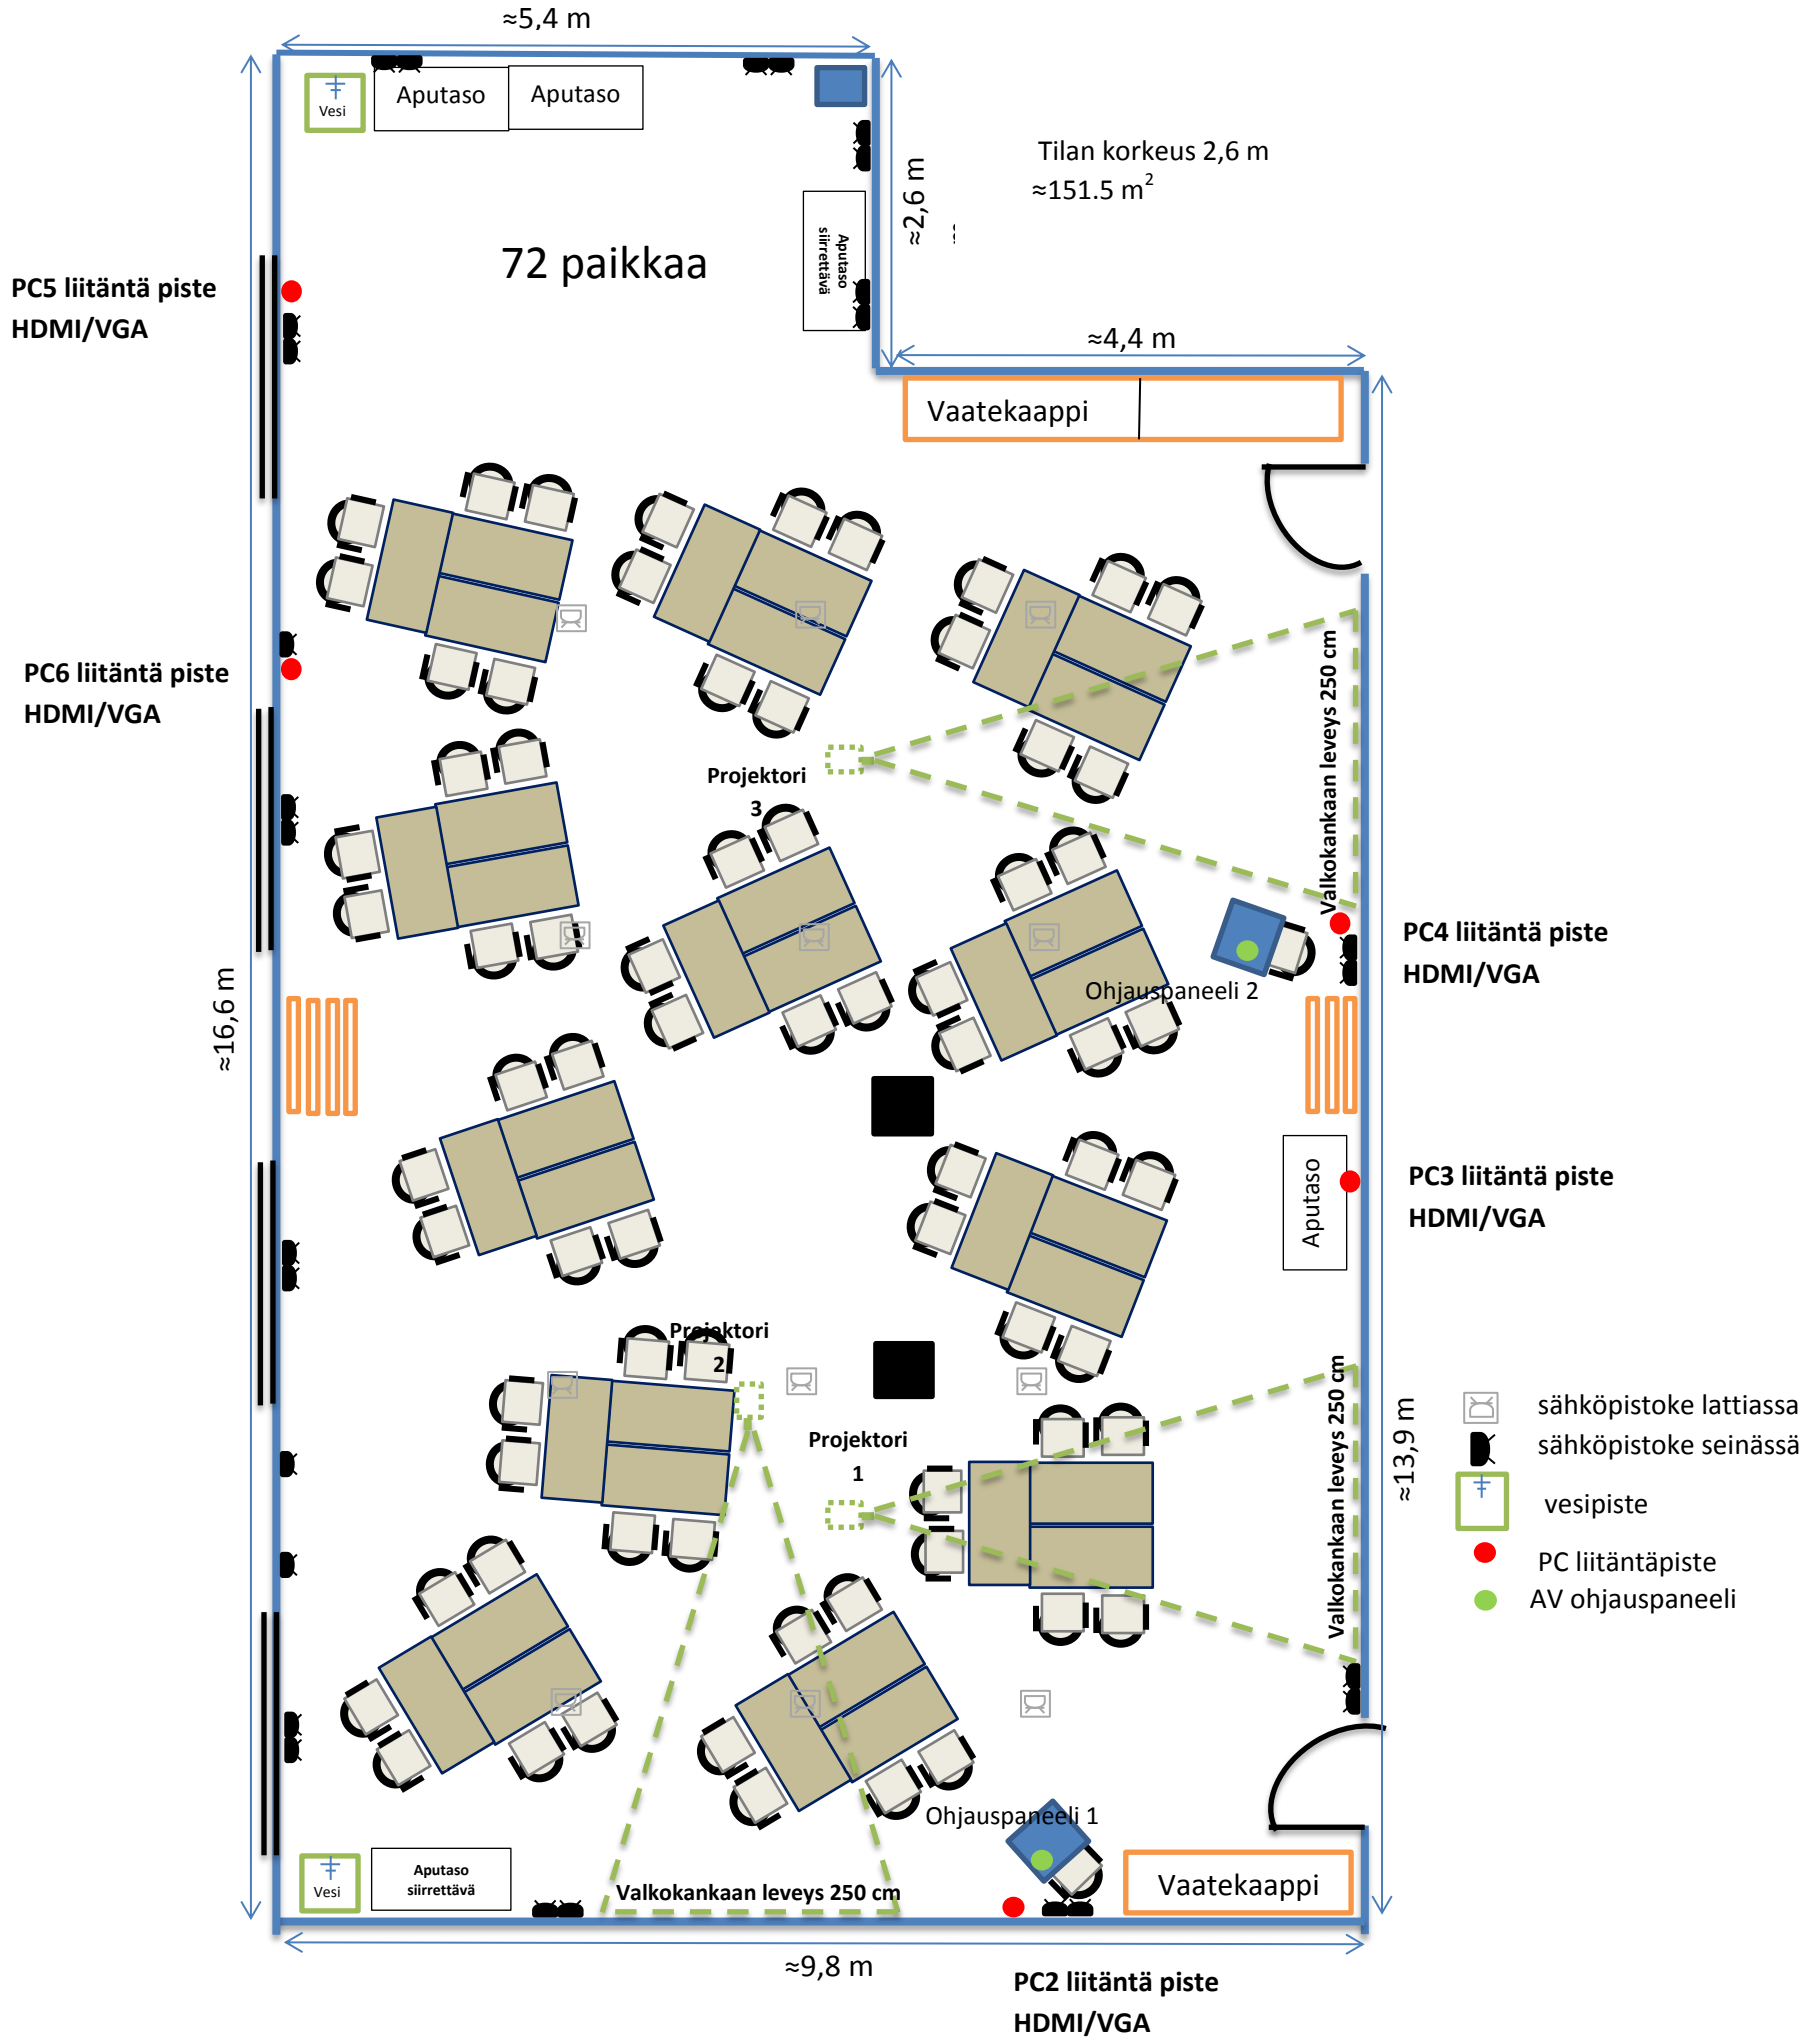 ≈5,4 m
Vesi
Aputaso
Aputaso
Tilan korkeus 2,6 m
≈151.5 m²
≈2,6 m
Aputaso
siirrettävä
72 paikkaa
PC5 liitäntä piste
HDMI/VGA
≈4,4 m
Vaatekaappi
PC6 liitäntä piste
HDMI/VGA
Valkokankaan leveys 250 cm
Projektori
3
PC4 liitäntä piste
HDMI/VGA
Ohjauspaneeli 2
≈16,6 m
Aputaso
PC3 liitäntä piste
HDMI/VGA
Projektori
2
Valkokankaan leveys 250 cm
≈13,9 m
sähköpistoke lattiassa
sähköpistoke seinässä
Projektori
1
vesipiste
PC liitäntäpiste
AV ohjauspaneeli
Ohjauspaneeli 1
Vesi
Aputaso
siirrettävä
Valkokankaan leveys 250 cm
Vaatekaappi
≈9,8 m
PC2 liitäntä piste
HDMI/VGA